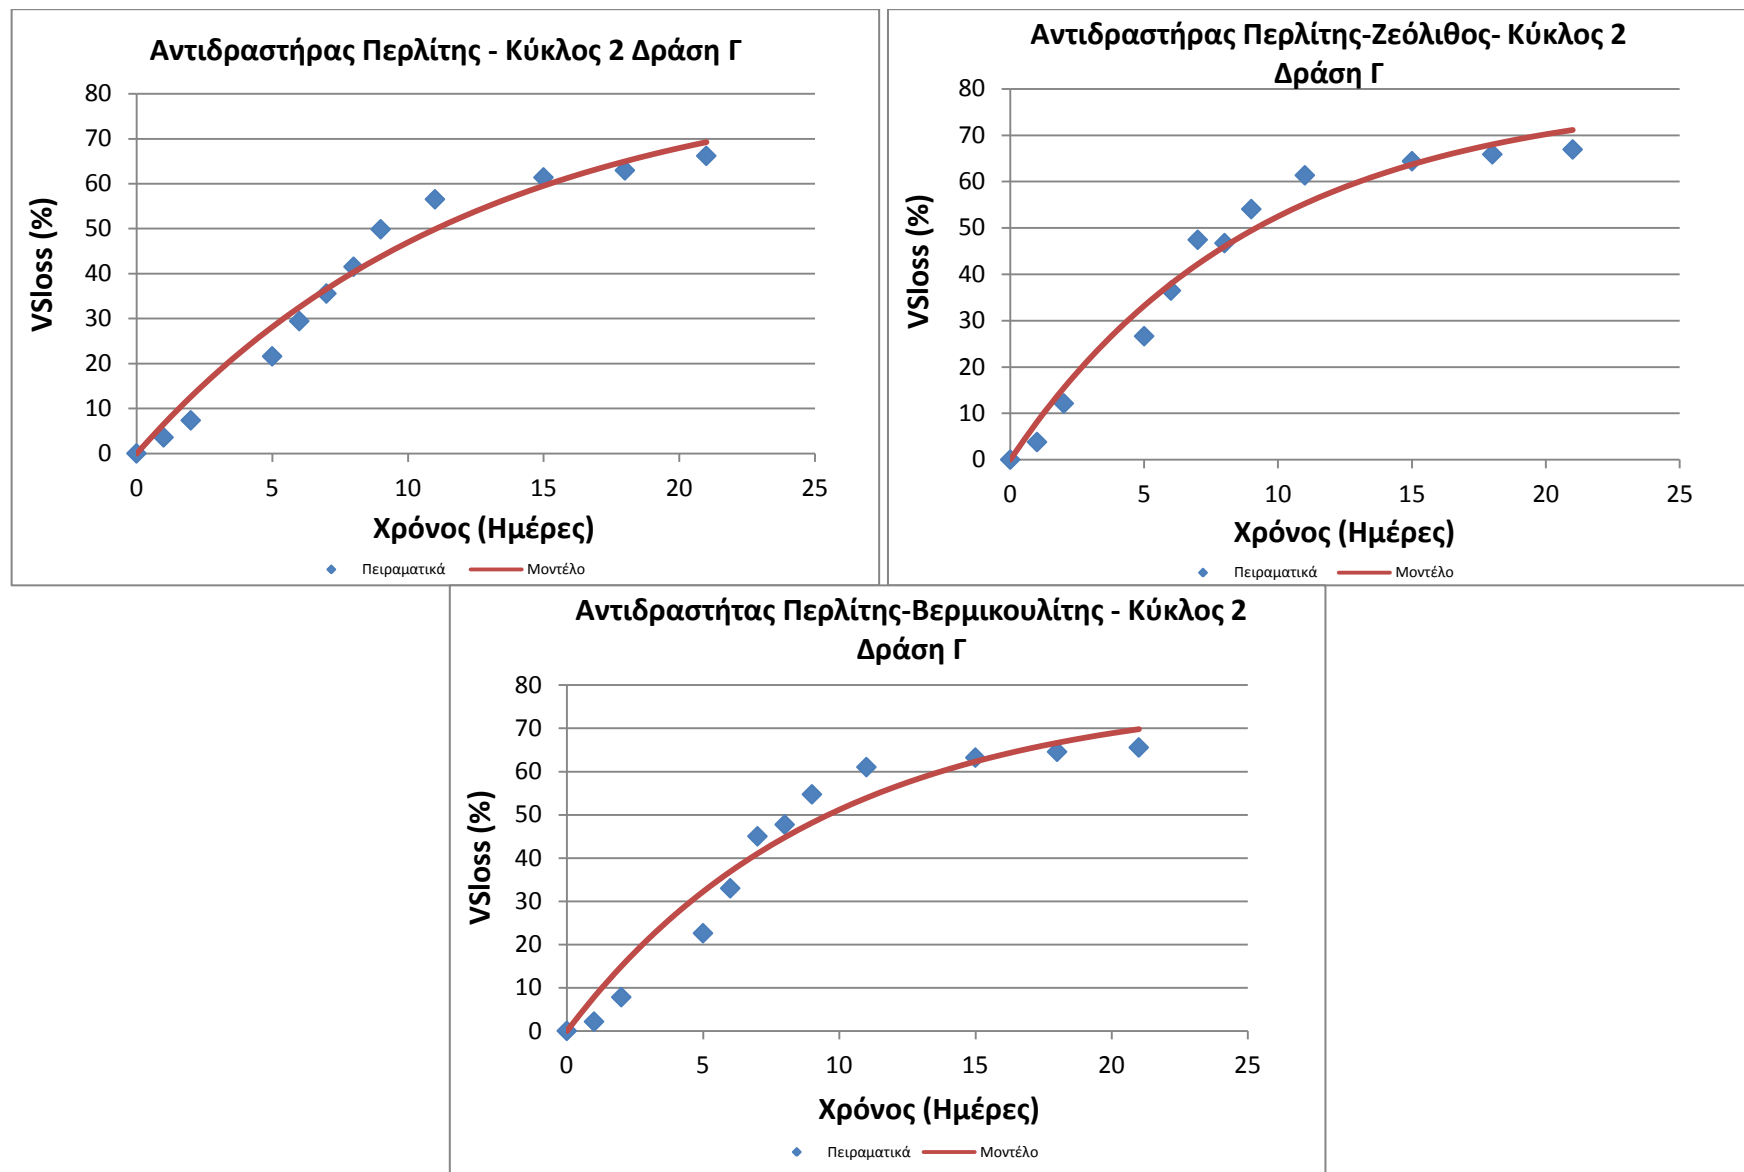 Αντιδραστήρας Περλίτης - Κύκλος 2 Δράση Γ
80
70
60
50
40
30
20
10
0
VSloss (%)
0 5 10 15 20 25
Χρόνος (Ημέρες)
Πειραματικά Μοντέλο
Αντιδραστήρας Περλίτης-Ζεόλιθος- Κύκλος 2
Δράση Γ
80
70
60
50
40
30
20
10
0
VSloss (%)
0 5 10 15 20 25
Χρόνος (Ημέρες)
Πειραματικά Μοντέλο
Αντιδραστήτας Περλίτης-Βερμικουλίτης - Κύκλος 2
Δράση Γ
80
70
60
50
40
30
20
10
0
VSloss (%)
0 5 10 15 20 25
Χρόνος (Ημέρες)
Πειραματικά Μοντέλο